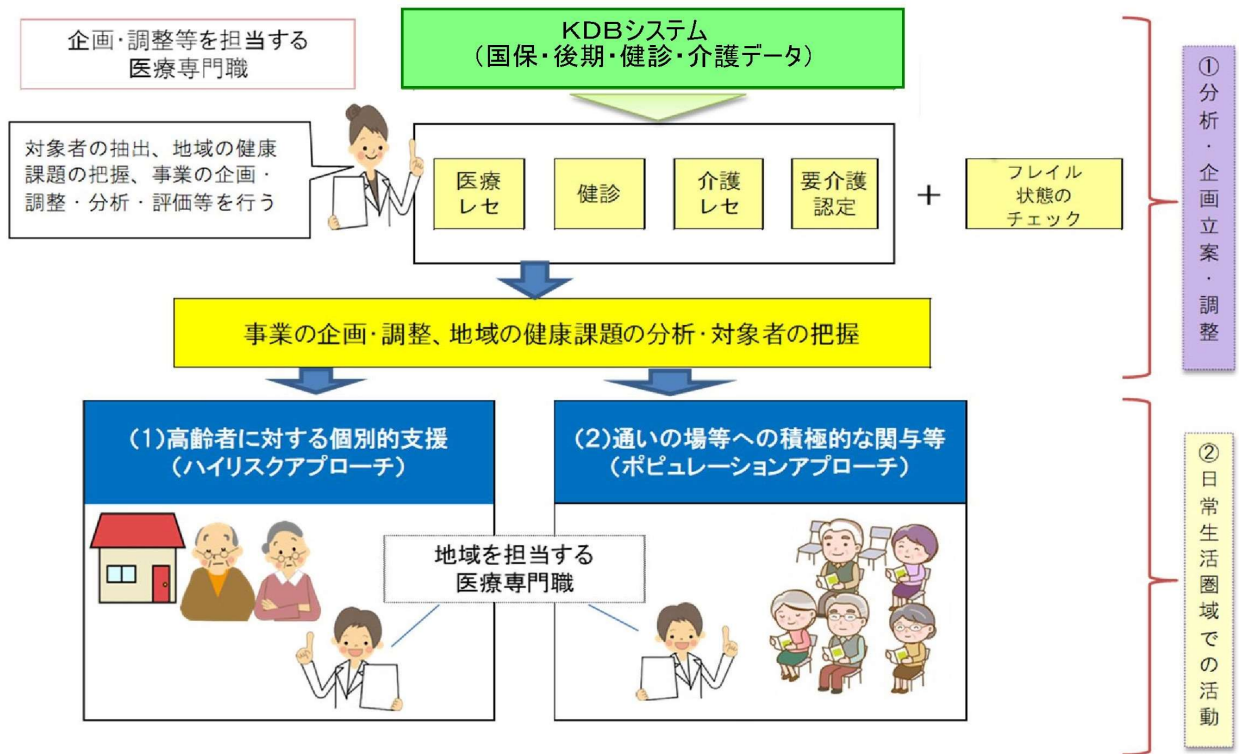 企画・調整等を担当する
医療専門職
KDBシステム
（国保・後期・健診・介護データ）
対象者の抽出、地域の健康
課題の把握、事業の企画・
調整・分析・評価等を行う
医療
レセ
健診
介護
レセ
要介護
認定
＋
フレイル
状態の
チェック
①分析・企画立案・調整
事業の企画・調整、地域の健康課題の分析・対象者の把握
（1）高齢者に対する個別的支援
（ハイリスクアプローチ）
（2）通いの場等への積極的な関与等
（ポピュレーションアプローチ）
地域を担当する
医療専門職
②日常生活圏域での活動